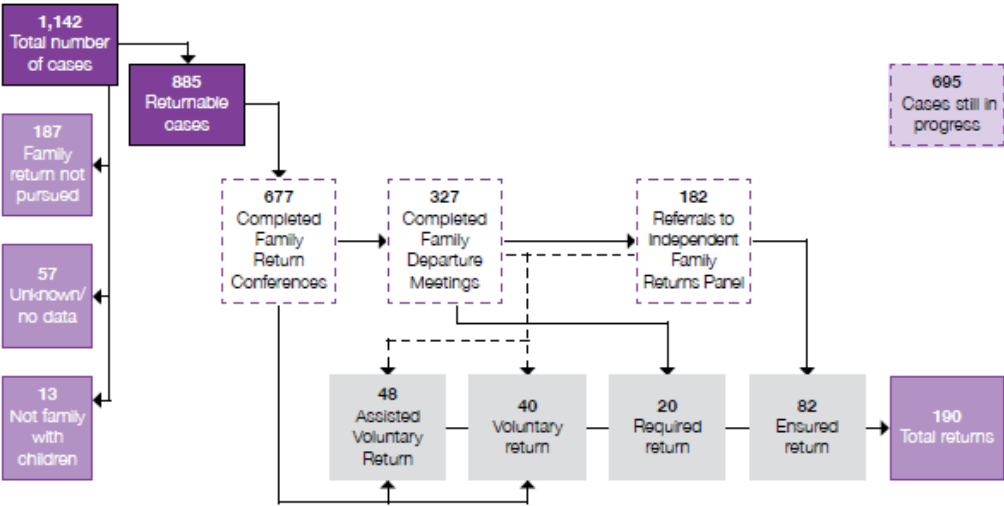 1,142
Total number
of cases
885
Returnable
cases
695
Cases still in
progress
187
Family
return not
pursued
677
Completed
Family
Return
Conferences
327
Completed
Family
Departure
Meetings
182
Referrals to
Independent
Family
Returns Panel
57
Unknown/
no data
13
Not family
with
children
48
Assisted
Voluntary
Return
40
Voluntary
return
20
Required
return
82
Ensured
return
190
Total returns